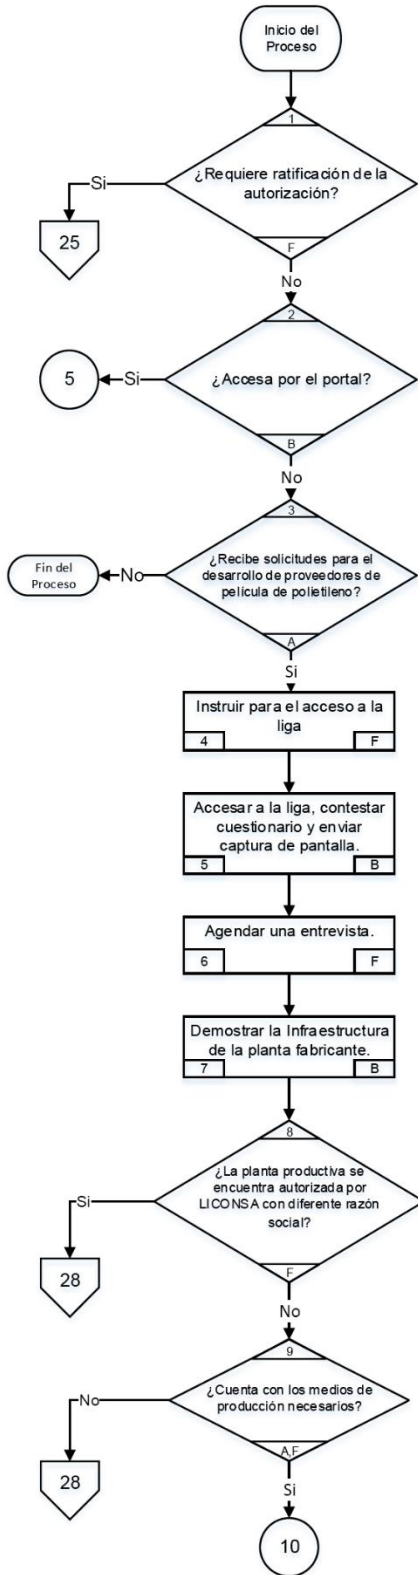 Inicio del
Proceso
1
¿Requiere ratificación de la
autorización?
F
Si
25
No
2
¿Accesa por el portal?
B
Si
5
No
3
¿Recibe solicitudes para el
desarrollo de proveedores de
película de polietileno?
A
No
Fin del
Proceso
Si
Instruir para el acceso a la
liga
4
F
Accesar a la liga, contestar
cuestionario y enviar
captura de pantalla.
5
B
Agendar una entrevista.
6
F
Demostrar la Infraestructura
de la planta fabricante.
7
B
8
¿La planta productiva se
encuentra autorizada por
LICONSA con diferente razón
social?
F
Si
28
No
9
¿Cuenta con los medios de
producción necesarios?
A,F
No
28
Si
10